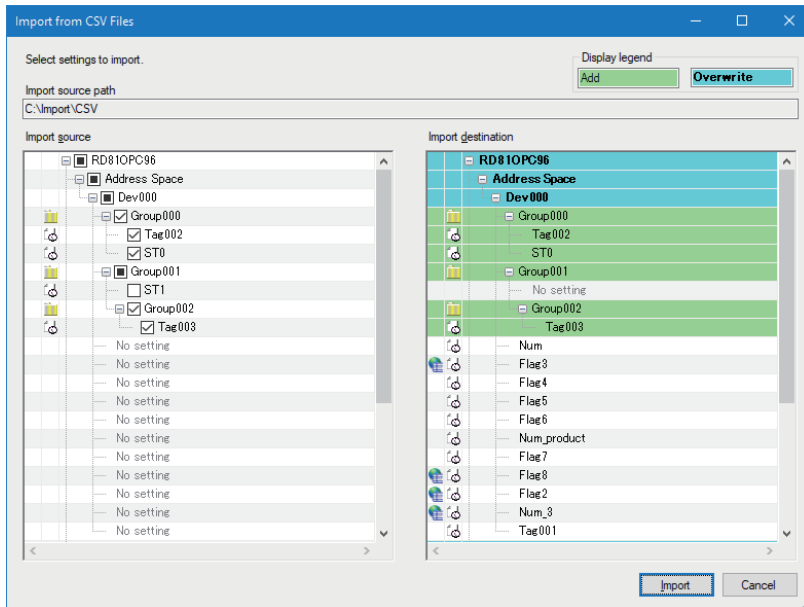 Import from CSV Files
Select settings to import.
Display legend
Add
Overwrite
Import source path
C:\Import\CSV
Import source
RD81OPC96
Address Space
Dev000
Group000
Tag002
ST0
Group001
ST1
Group002
Tag003
No setting
No setting
No setting
No setting
No setting
No setting
No setting
No setting
No setting
No setting
No setting
Import destination
RD81OPC96
Address Space
Dev000
Group000
Tag002
ST0
Group001
No setting
Group002
Tag003
Num
Flag3
Flag4
Flag5
Flag6
Num_product
Flag7
Flag8
Flag2
Num_3
Tag001
Import
Cancel